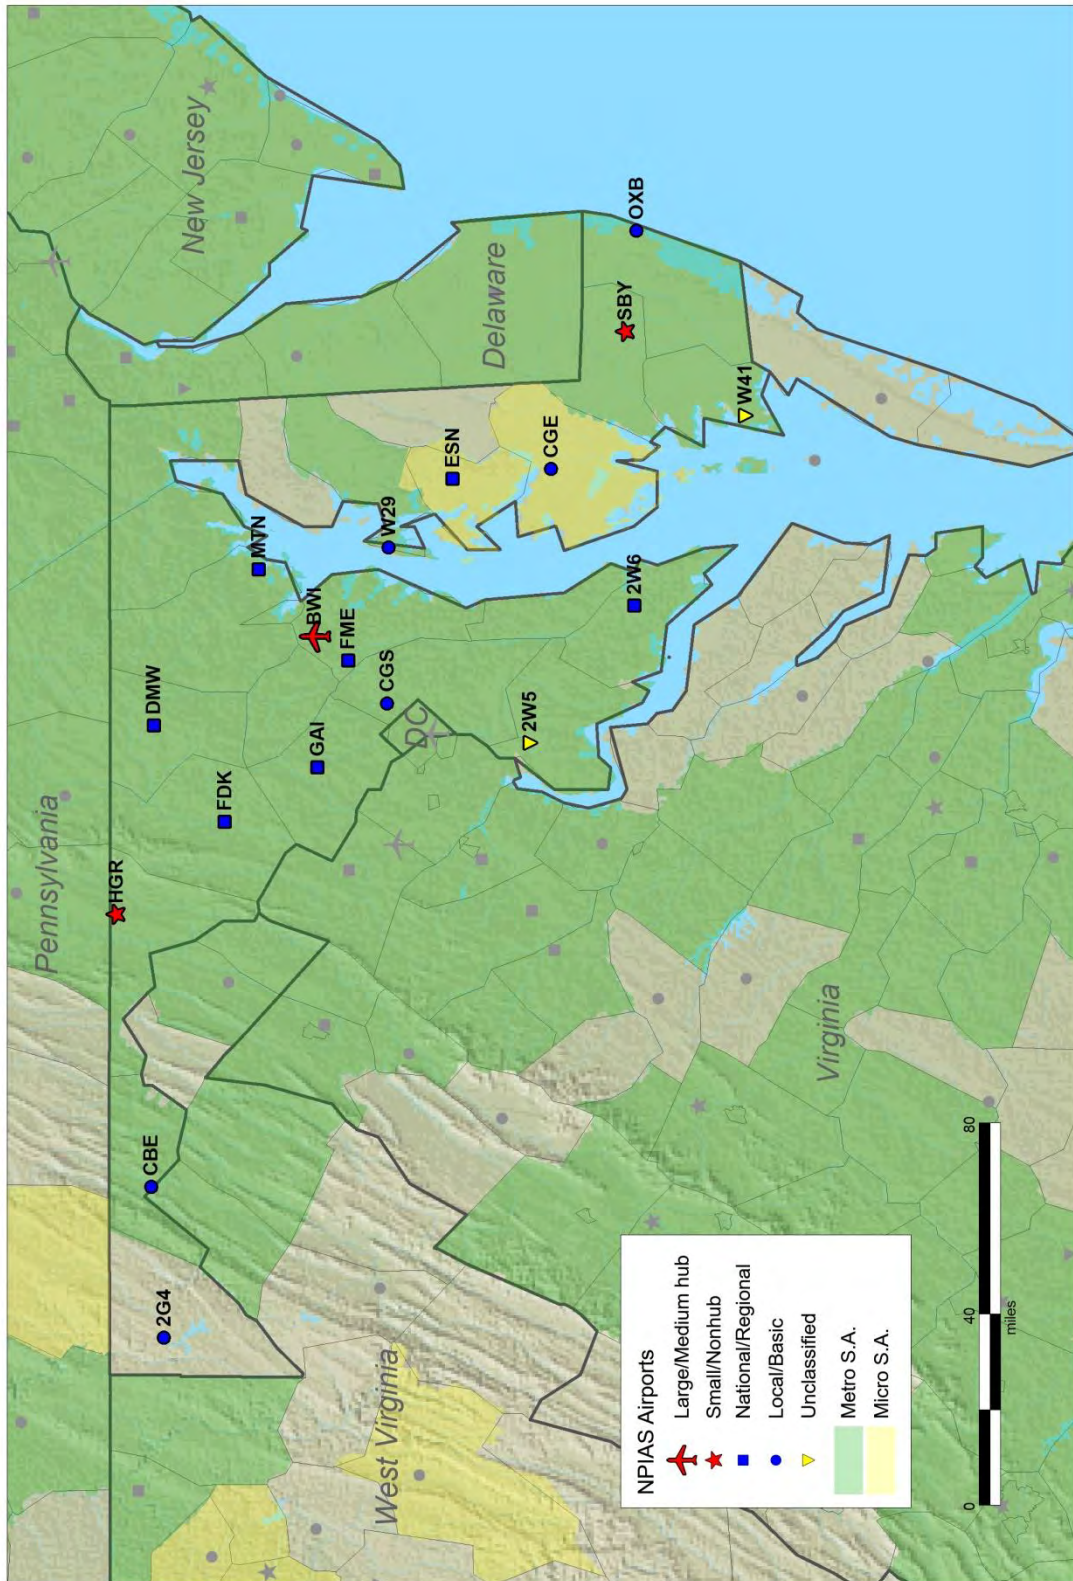 Pennsylvania
New Jersey
HGR
DMW
CBE
2G4
FDK
MTN
GAI
BWI
FME
CGS
W29
DC
ESN
Delaware
West Virginia
2W5
CGE
2W6
SBY
OXB
W41
Virginia
NPIAS Airports
Large/Medium hub
Small/Nonhub
National/Regional
Local/Basic
Unclassified
Metro S.A.
Micro S.A.
0 40 80
miles